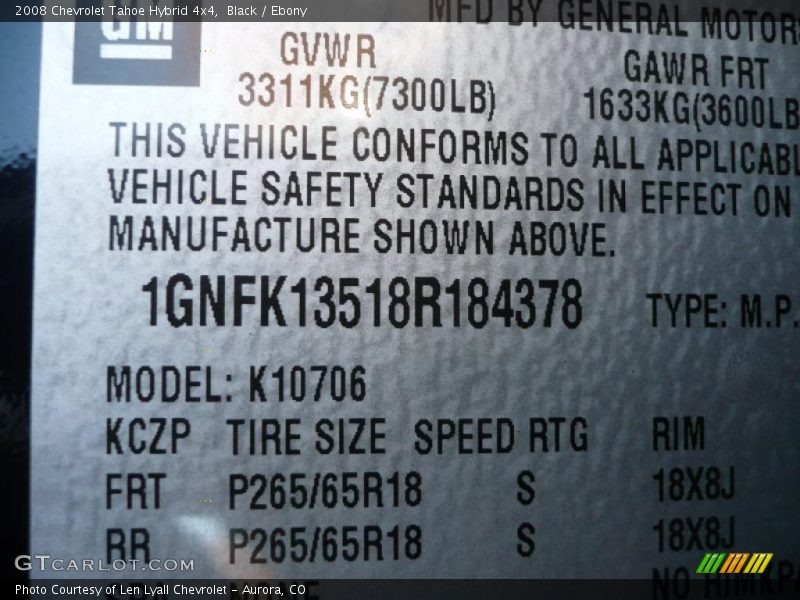 2008 Chevrolet Tahoe Hybrid 4x4, Black / Ebony
MFD BY GENERAL MOTORS
GM
GVWR
GAWR FRT
3311KG(7300LB)
1633KG(3600LB
THIS VEHICLE CONFORMS TO ALL APPLICABL
VEHICLE SAFETY STANDARDS IN EFFECT ON
MANUFACTURE SHOWN ABOVE.
1GNFK13518R184378
TYPE: M.P.
MODEL: K10706
KCZP TIRE SIZE SPEED RTG RIM
FRT P265/65R18 S 18X8J
RR P265/65R18 S 18X8J
GTCARLOT.COM
NONE
Photo Courtesy of Len Lyall Chevrolet - Aurora, CO